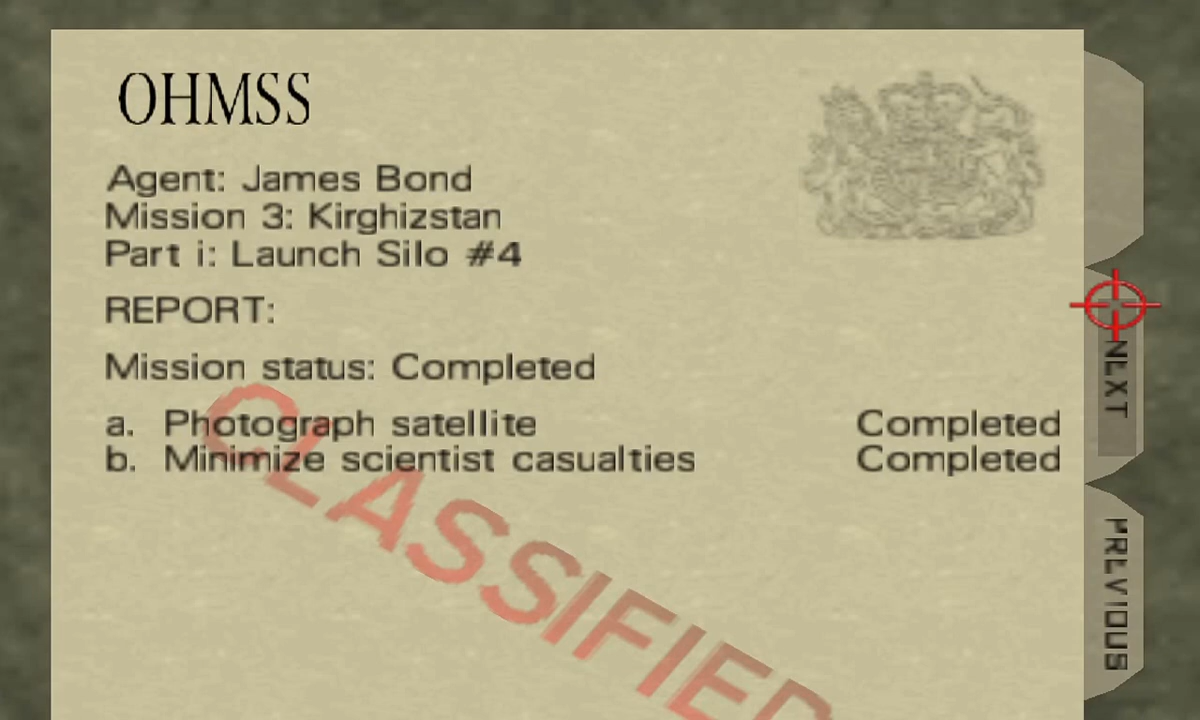 OHMSS
Agent: James Bond
Mission 3: Kirghizstan
Part i: Launch Silo #4
REPORT:
Mission status: Completed
a. Photograph satellite Completed
b. Minimize scientist casualties Completed
CLASSIFIED
NEXT
PREVIOUS